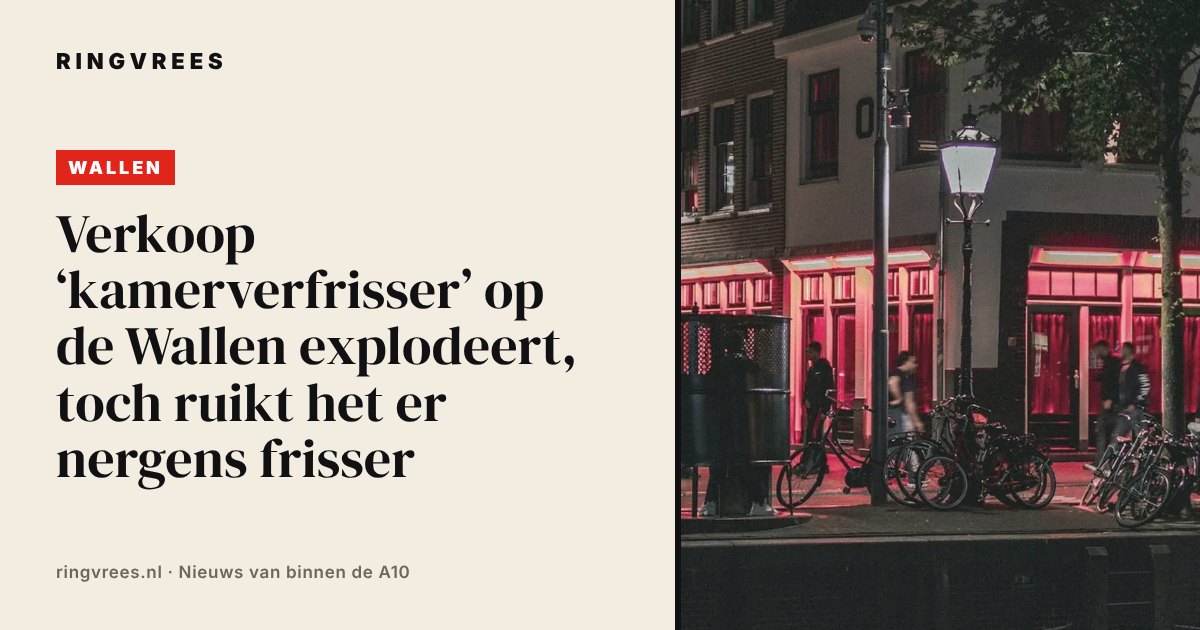 RINGVREES
WALLEN
Verkoop
‘kamerverfrisser’ op
de Wallen explodeert,
toch ruikt het er
nergens frisser
ringvrees.nl · Nieuws van binnen de A10
O